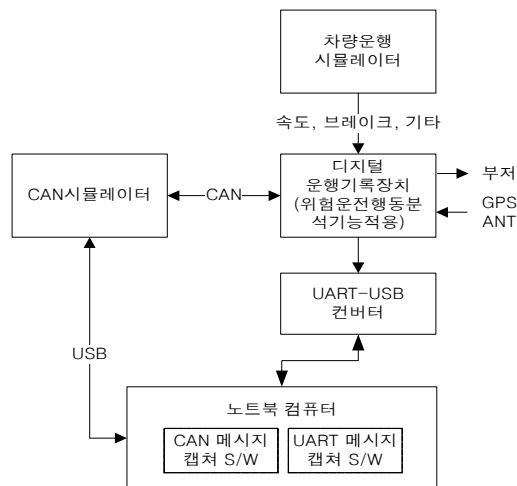 차량운행
시뮬레이터
속도, 브레이크, 기타
디지털
운행기록장치
(위험운전행동분
석기능적용)
부저
GPS
ANT
CAN시뮬레이터
CAN
UART-USB
컨버터
USB
노트북 컴퓨터
CAN 메시지
캡쳐 S/W
UART 메시지
캡쳐 S/W